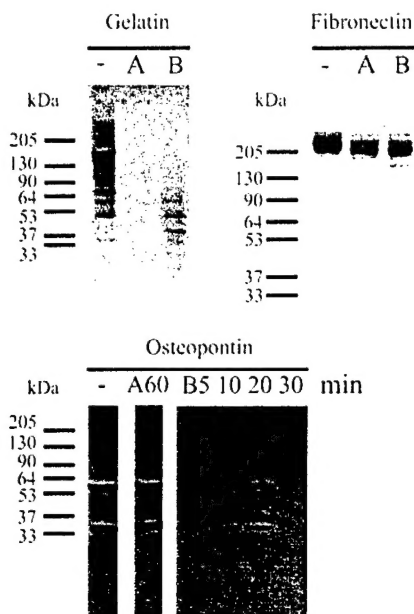 Gelatin
- A B
kDa
205
130
90
64
53
37
33
Fibronectin
- A B
kDa
205
130
90
64
53
37
33
Osteopontin
kDa - A60 B5 10 20 30 min
205
130
90
64
53
37
33